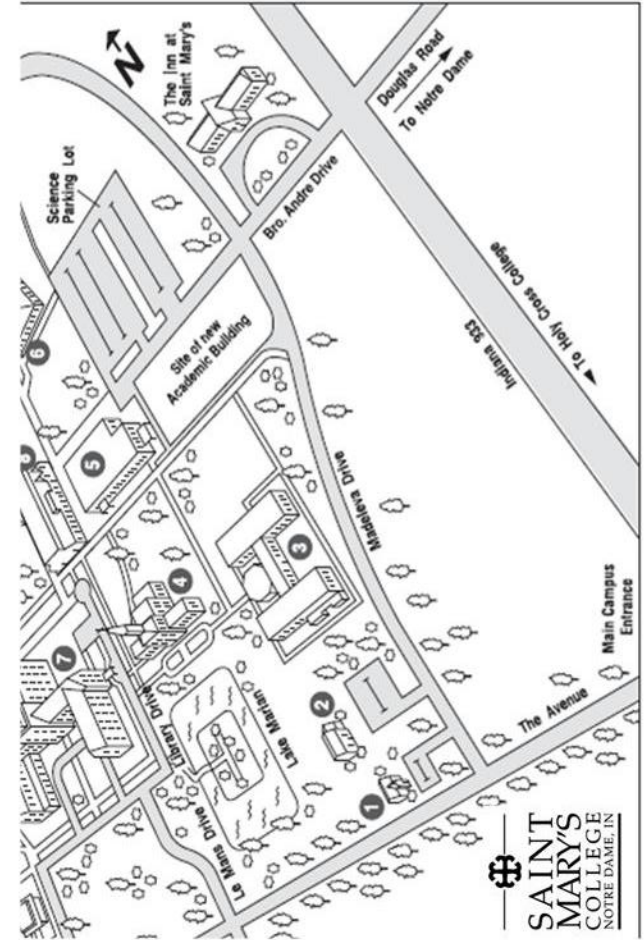 N
The Inn at
Saint Mary's
Science
Parking Lot
Douglas Road
To Notre Dame
Bro. Andre Drive
Site of new
Academic Building
To Holy Cross College
Indiana 933
Madeleva Drive
6
8
5
4
3
7
2
1
Library Drive
Lake Marian
Le Mans Drive
Main Campus
Entrance
The Avenue
SAINT
MARY'S
COLLEGE
NOTRE DAME, IN